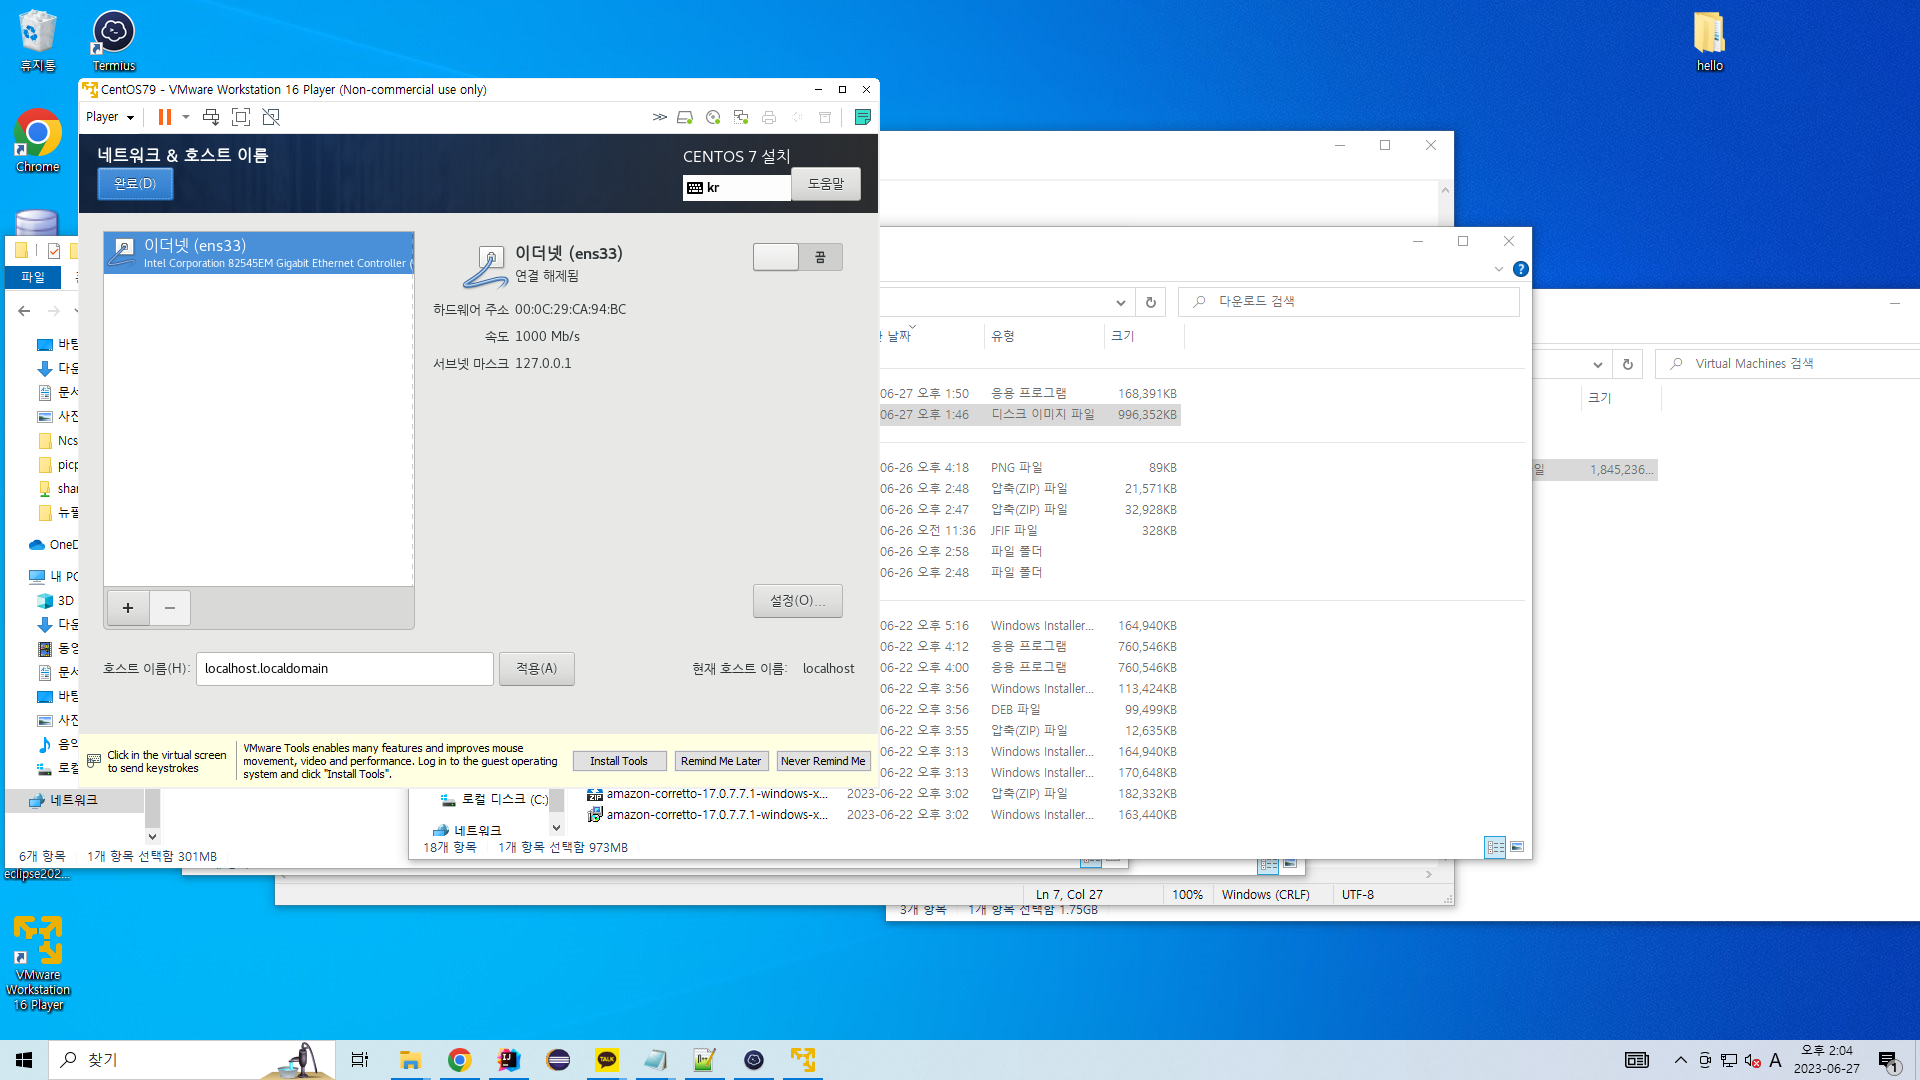 휴지통
Termius
hello
Chrome
CentOS79 - VMware Workstation 16 Player (Non-commercial use only)
Player
네트워크 & 호스트 이름
CENTOS 7 설치
완료(D)
kr
도움말
이더넷 (ens33)
Intel Corporation 82545EM Gigabit Ethernet Controller (
이더넷 (ens33)
연결 해제됨
끔
하드웨어 주소 00:0C:29:CA:94:BC
속도 1000 Mb/s
서브넷 마스크 127.0.0.1
+
−
설정(O)...
호스트 이름(H): localhost.localdomain
적용(A)
현재 호스트 이름: localhost
Click in the virtual screen
to send keystrokes
VMware Tools enables many features and improves mouse
movement, video and performance. Log in to the guest operating
system and click "Install Tools".
Install Tools
Remind Me Later
Never Remind Me
파일
바탕
다운
문서
사진
Ncs
picp
shar
뉴필
OneD
내 PC
3D
다운
동영
문서
바탕
사진
음악
로컬
네트워크
6개 항목 1개 항목 선택함 301MB
다운로드 검색
날짜 유형 크기
06-27 오후 1:50 응용 프로그램 168,391KB
06-27 오후 1:46 디스크 이미지 파일 996,352KB
06-26 오후 4:18 PNG 파일 89KB
06-26 오후 2:48 압축(ZIP) 파일 21,571KB
06-26 오후 2:47 압축(ZIP) 파일 32,928KB
06-26 오전 11:36 JFIF 파일 328KB
06-26 오후 2:58 파일 폴더
06-26 오후 2:48 파일 폴더
06-22 오후 5:16 Windows Installer... 164,940KB
06-22 오후 4:12 응용 프로그램 760,546KB
06-22 오후 4:00 응용 프로그램 760,546KB
06-22 오후 3:56 Windows Installer... 113,424KB
06-22 오후 3:56 DEB 파일 99,499KB
06-22 오후 3:55 압축(ZIP) 파일 12,635KB
06-22 오후 3:13 Windows Installer... 164,940KB
06-22 오후 3:13 Windows Installer... 170,648KB
amazon-corretto-17.0.7.7.1-windows-x... 2023-06-22 오후 3:02 압축(ZIP) 파일 182,332KB
amazon-corretto-17.0.7.7.1-windows-x... 2023-06-22 오후 3:02 Windows Installer... 163,440KB
로컬 디스크 (C:)
네트워크
18개 항목 1개 항목 선택함 973MB
Virtual Machines 검색
크기
일 1,845,236...
Ln 7, Col 27 100% Windows (CRLF) UTF-8
3개 항목 1개 항목 선택함 1.75GB
eclipse202...
VMware
Workstation
16 Player
찾기
A
오후 2:04
2023-06-27
1